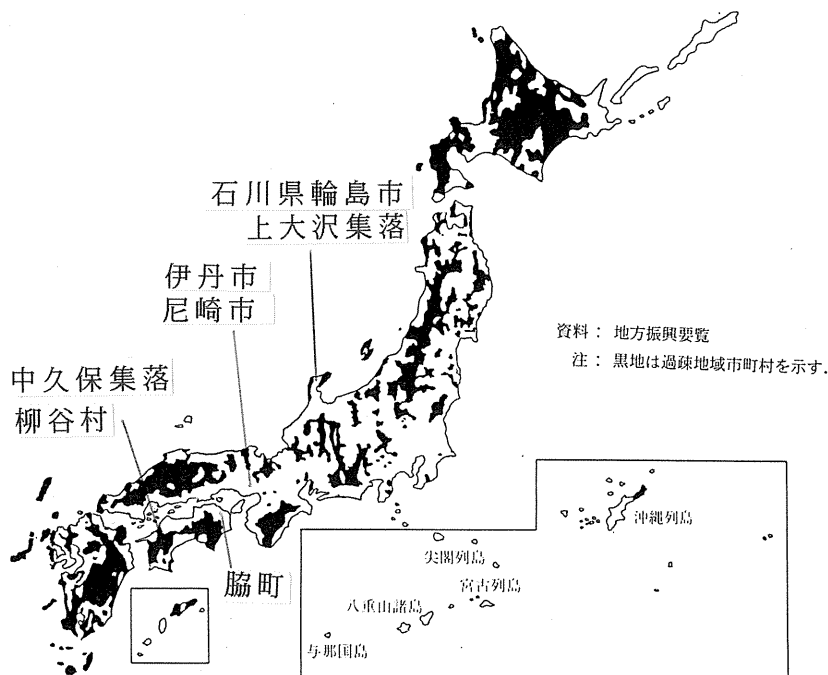 石川県輪島市
上大沢集落
伊丹市
尼崎市
資料： 地方振興要覧
注： 黒地は過疎地域市町村を示す．
中久保集落
柳谷村
脇町
沖縄列島
尖閣列島
宮古列島
八重山諸島
与那国島